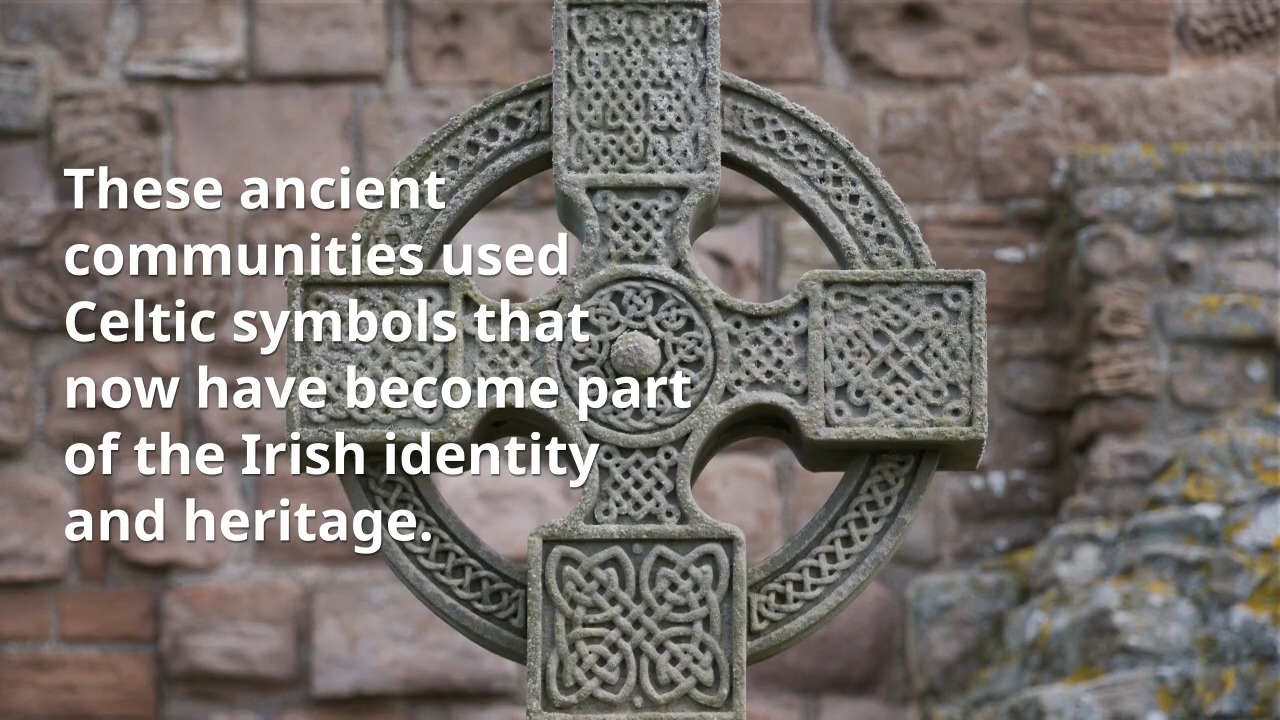 These ancient
communities used
Celtic symbols that
now have become part
of the Irish identity
and heritage.